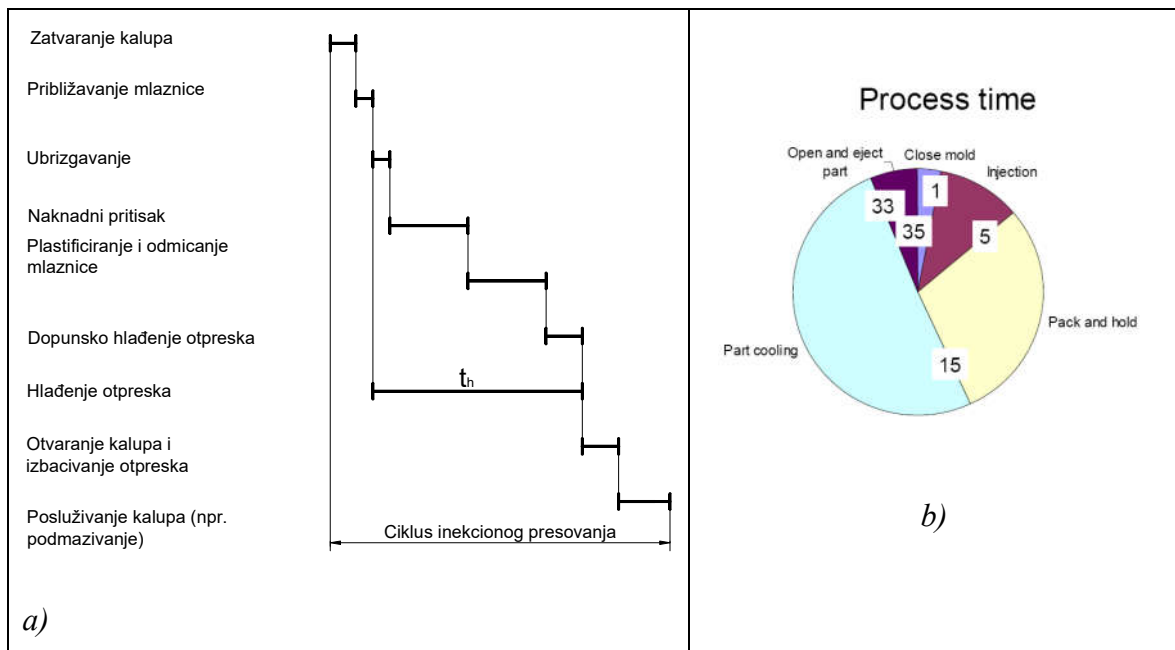 Zatvaranje kalupa
Približavanje mlaznice
Ubrizgavanje
Naknadni pritisak
Plastificiranje i odmicanje
mlaznice
Dopunsko hlađenje otpreska
Hlađenje otpreska
th
Otvaranje kalupa i
izbacivanje otpreska
Posluživanje kalupa (npr.
podmazivanje)
Ciklus inekcionog presovanja
a)
Process time
Open and eject
part
Close mold
Injection
33
35
1
5
Pack and hold
Part cooling
15
b)